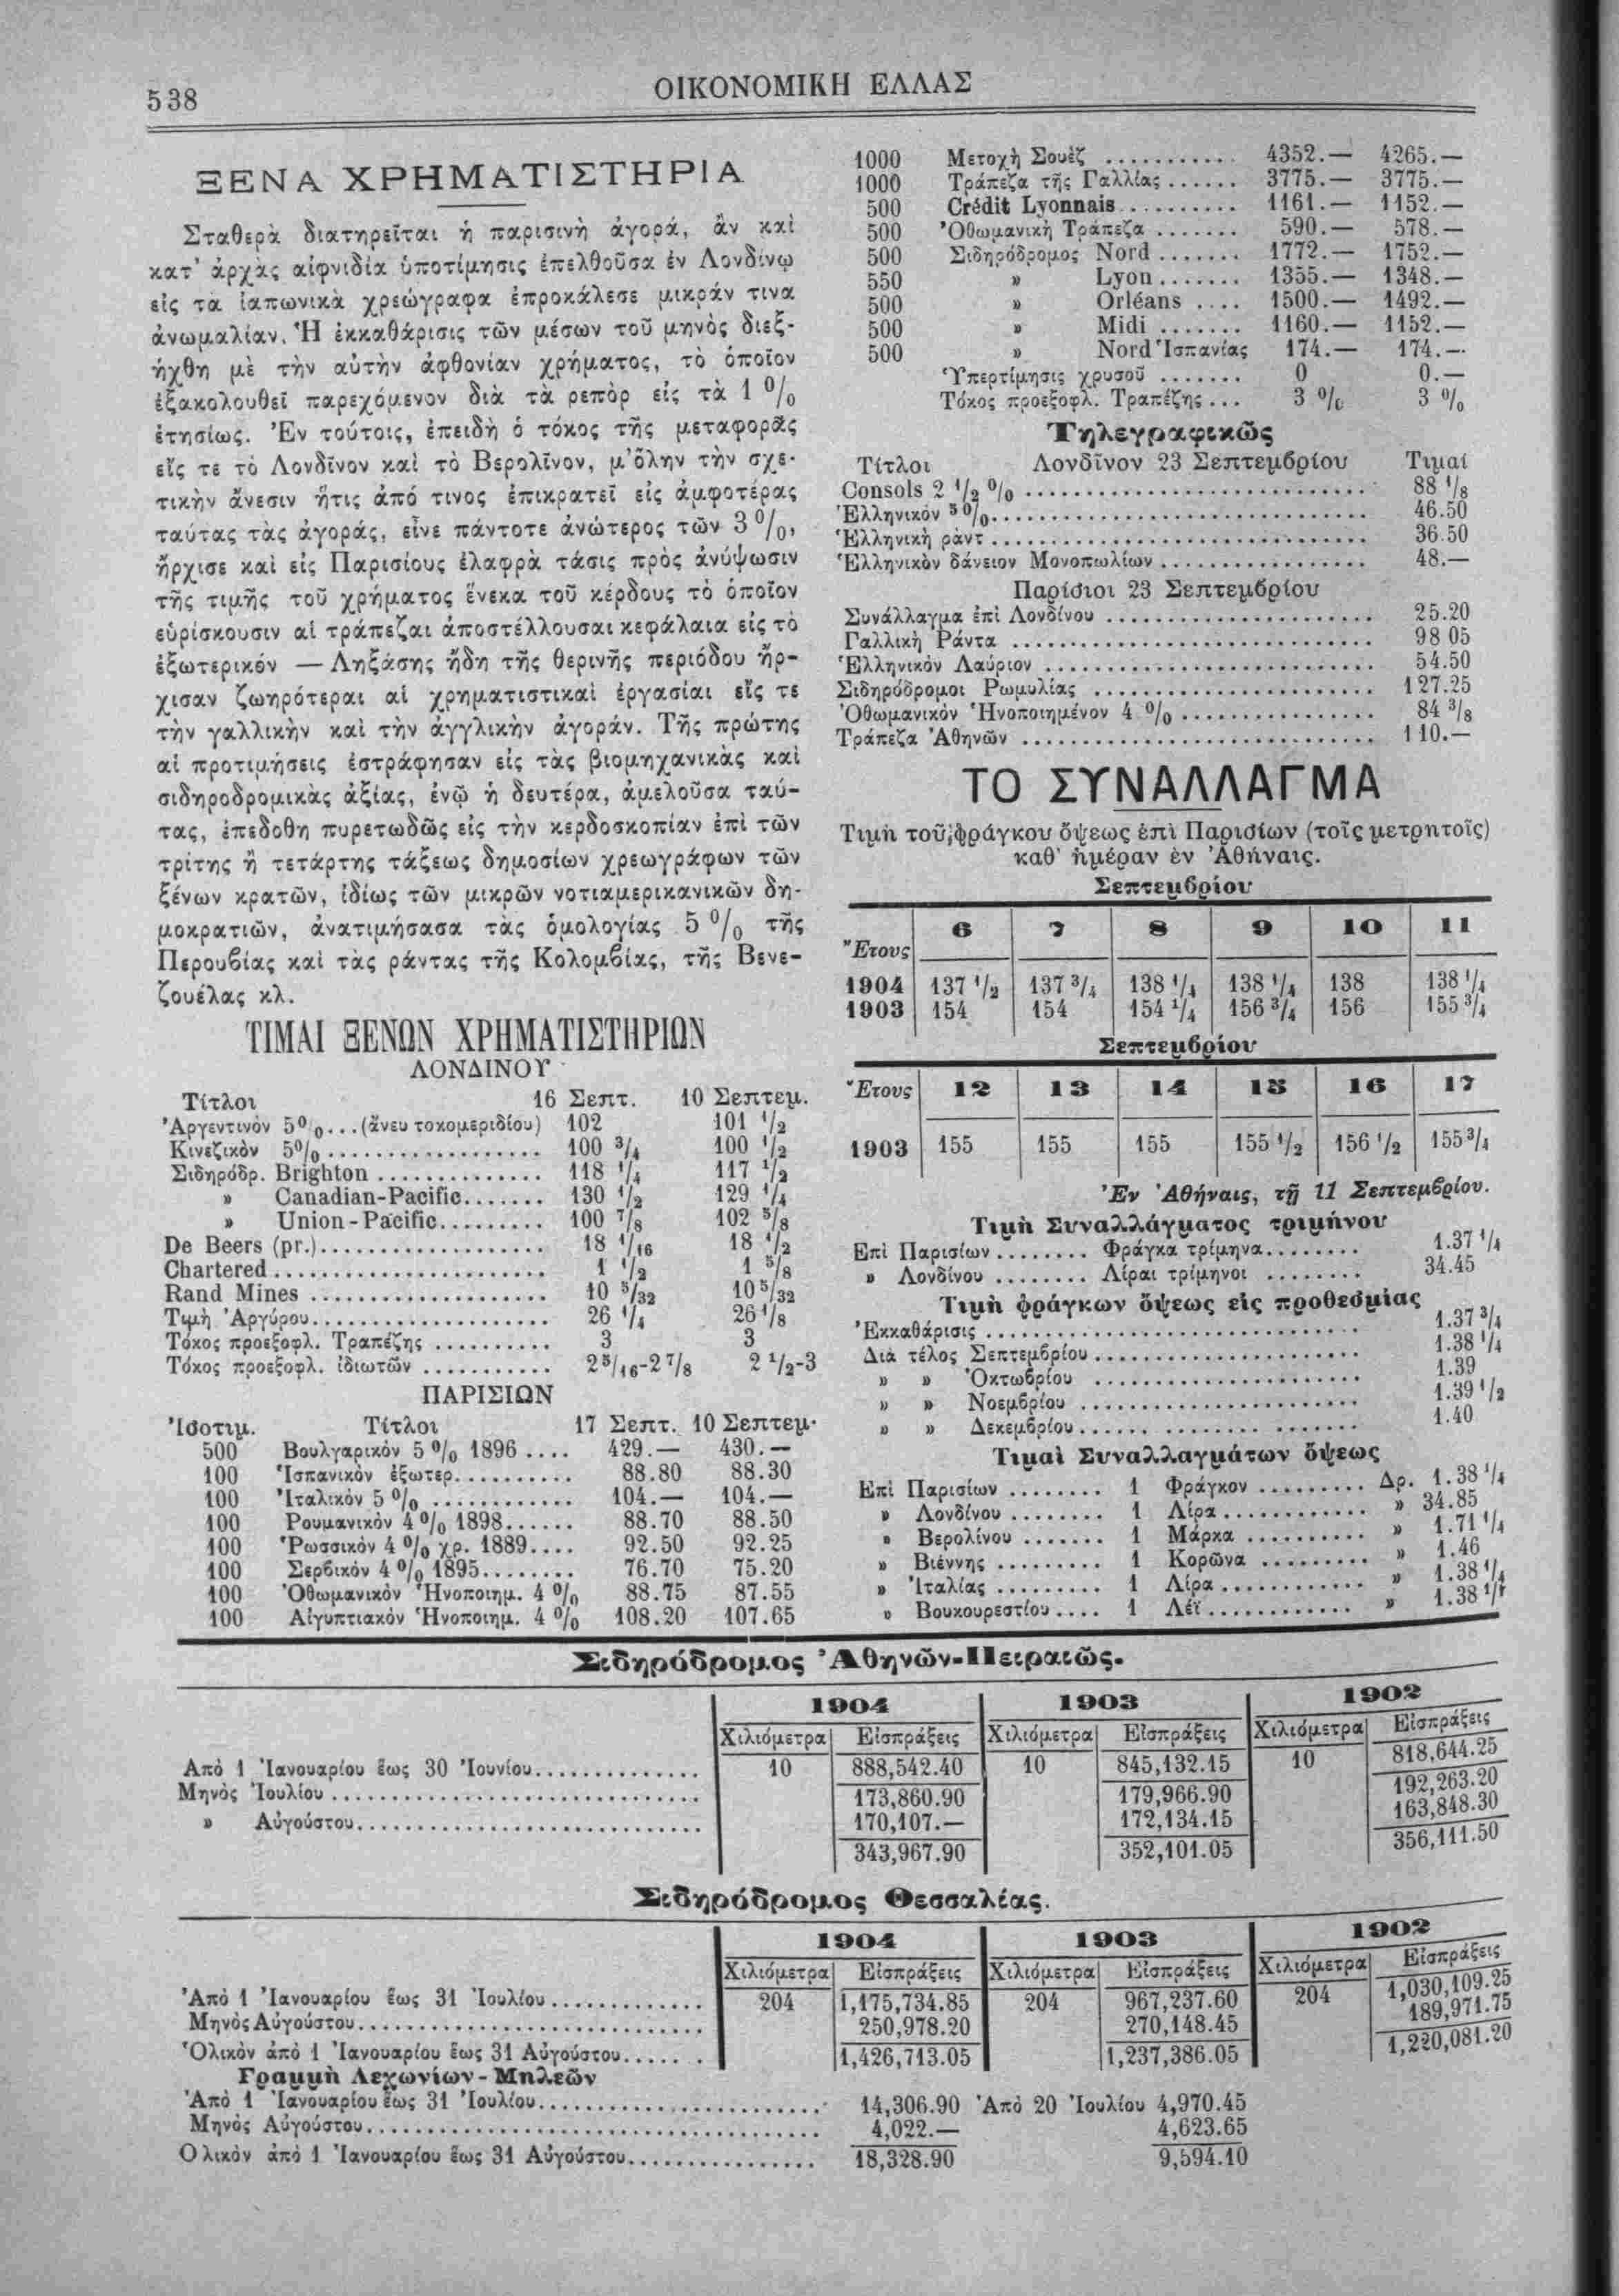 538
ΟΙΚΟΝΟΜΙΚΗ ΕΛΛΑΣ
ΞΕΝΑ ΧΡΗΜΑΤΙΣΤΗΡΙΑ
Σταθερὰ διατηρεῖται ἡ παρισινὴ ἀγορά, ἂν καὶ
κατ' ἀρχὰς αἰφνιδία ὑποτίμησις ἐπελθοῦσα ἐν Λονδίνῳ
εἰς τὰ ἰαπωνικὰ χρεώγραφα ἐπροκάλεσε μικράν τινα
ἀνωμαλίαν. Ἡ ἐκκαθάρισις τῶν μέσων τοῦ μηνὸς διεξ-
ήχθη μὲ τὴν αὐτὴν ἀφθονίαν χρήματος, τὸ ὁποῖον
ἐξακολουθεῖ παρεχόμενον διὰ τὰ ρεπὸρ εἰς τὰ 1 %
ἐτησίως. Ἐν τούτοις, ἐπειδὴ ὁ τόκος τῆς μεταφορᾶς
εἴς τε τὸ Λονδῖνον καὶ τὸ Βερολῖνον, μ' ὅλην τὴν σχε-
τικὴν ἄνεσιν ἥτις ἀπό τινος ἐπικρατεῖ εἰς ἀμφοτέρας
ταύτας τὰς ἀγοράς, εἶνε πάντοτε ἀνώτερος τῶν 3 %,
ἤρχισε καὶ εἰς Παρισίους ἐλαφρὰ τάσις πρὸς ἀνύψωσιν
τῆς τιμῆς τοῦ χρήματος ἕνεκα τοῦ κέρδους τὸ ὁποῖον
εὑρίσκουσιν αἱ τράπεζαι ἀποστέλλουσαι κεφάλαια εἰς τὸ
ἐξωτερικόν — Ληξάσης ἤδη τῆς θερινῆς περιόδου ἤρ-
χισαν ζωηρότεραι αἱ χρηματιστικαὶ ἐργασίαι εἴς τε
τὴν γαλλικὴν καὶ τὴν ἀγγλικὴν ἀγοράν. Τῆς πρώτης
αἱ προτιμήσεις ἐστράφησαν εἰς τὰς βιομηχανικὰς καὶ
σιδηροδρομικὰς ἀξίας, ἐνῷ ἡ δευτέρα, ἀμελοῦσα ταύ-
τας, ἐπεδόθη πυρετωδῶς εἰς τὴν κερδοσκοπίαν ἐπὶ τῶν
τρίτης ἢ τετάρτης τάξεως δημοσίων χρεωγράφων τῶν
ξένων κρατῶν, ἰδίως τῶν μικρῶν νοτιαμερικανικῶν δη-
μοκρατιῶν, ἀνατιμήσασα τὰς ὁμολογίας 5 % τῆς
Περουβίας καὶ τὰς ράντας τῆς Κολομβίας, τῆς Βενε-
ζουέλας κλ.
ΤΙΜΑΙ ΞΕΝΩΝ ΧΡΗΜΑΤΙΣΤΗΡΙΩΝ
ΛΟΝΔΙΝΟΥ
Τίτλοι 16 Σεπτ. 10 Σεπτεμ.
Ἀργεντινὸν 5%...(ἄνευ τοκομεριδίου) 102 101 1/2
Κινεζικὸν 5% 100 3/4 100 1/2
Σιδηρόδρ. Brighton 118 1/4 117 1/2
» Canadian-Pacific 130 1/2 129 1/4
» Union-Pacific 100 7/8 102 5/8
De Beers (pr.) 18 1/16 18 1/2
Chartered 1 1/2 1 5/8
Rand Mines 10 5/32 10 5/32
Τιμὴ Ἀργύρου 26 1/4 26 1/8
Τόκος προεξοφλ. Τραπέζης 3 3
Τόκος προεξοφλ. ἰδιωτῶν 2 5/16-2 7/8 2 1/2-3
ΠΑΡΙΣΙΩΝ
Ἰσοτιμ. Τίτλοι 17 Σεπτ. 10 Σεπτεμ.
500 Βουλγαρικὸν 5 % 1896 429.— 430.—
100 Ἱσπανικὸν ἐξωτερ. 88.80 88.30
100 Ἰταλικὸν 5 % 104.— 104.—
100 Ρουμανικὸν 4 % 1898 88.70 88.50
100 Ῥωσσικὸν 4 % χρ. 1889 92.50 92.25
100 Σερβικὸν 4 % 1895 76.70 75.20
100 Ὀθωμανικὸν Ἡνοποιημ. 4 % 88.75 87.55
100 Αἰγυπτιακὸν Ἡνοποιημ. 4 % 108.20 107.65
1000 Μετοχὴ Σουὲζ 4352.— 4265.—
1000 Τράπεζα τῆς Γαλλίας 3775.— 3775.—
500 Crédit Lyonnais 1161.— 1152.—
500 Ὀθωμανικὴ Τράπεζα 590.— 578.—
500 Σιδηρόδρομος Nord 1772.— 1752.—
550 » Lyon 1355.— 1348.—
500 » Orléans 1500.— 1492.—
500 » Midi 1160.— 1152.—
500 » Nord Ἱσπανίας 174.— 174.—
Ὑπερτίμησις χρυσοῦ 0 0.—
Τόκος προεξοφλ. Τραπέζης 3 % 3 %
Τηλεγραφικῶς
Τίτλοι Λονδῖνον 23 Σεπτεμβρίου Τιμαί
Consols 2 1/2 % 88 1/8
Ἑλληνικὸν 5% 46.50
Ἑλληνικὴ ράντ 36.50
Ἑλληνικὸν δάνειον Μονοπωλίων 48.—
Παρίσιοι 23 Σεπτεμβρίου
Συνάλλαγμα ἐπὶ Λονδίνου 25.20
Γαλλικὴ Ράντα 98 05
Ἑλληνικὸν Λαύριον 54.50
Σιδηρόδρομοι Ρωμυλίας 127.25
Ὀθωμανικὸν Ἡνοποιημένον 4 % 84 3/8
Τράπεζα Ἀθηνῶν 110.—
ΤΟ ΣΥΝΑΛΛΑΓΜΑ
Τιμὴ τοῦ φράγκου ὄψεως ἐπὶ Παρισίων (τοῖς μετρητοῖς)
καθ' ἡμέραν ἐν Ἀθήναις.
Σεπτεμβρίου
Ἔτους 6 7 8 9 10 11
1904 137 1/2 137 3/4 138 1/4 138 1/4 138 138 1/4
1903 154 154 154 1/4 156 3/4 156 155 3/4
Σεπτεμβρίου
Ἔτους 12 13 14 15 16 17
1903 155 155 155 155 1/2 156 1/2 155 3/4
Ἐν Ἀθήναις, τῇ 11 Σεπτεμβρίου.
Τιμὴ Συναλλάγματος τριμήνου
Ἐπὶ Παρισίων Φράγκα τρίμηνα 1.37 1/4
» Λονδίνου Λίραι τρίμηνοι 34.45
Τιμὴ φράγκων ὄψεως εἰς προθεσμίας
Ἐκκαθάρισις 1.37 3/4
Διὰ τέλος Σεπτεμβρίου 1.38 1/4
» » Ὀκτωβρίου 1.39
» » Νοεμβρίου 1.39 1/2
» » Δεκεμβρίου 1.40
Τιμαὶ Συναλλαγμάτων ὄψεως
Ἐπὶ Παρισίων 1 Φράγκον Δρ. 1.38 1/4
» Λονδίνου 1 Λίρα » 34.85
» Βερολίνου 1 Μάρκα » 1.71 1/4
» Βιέννης 1 Κορῶνα » 1.46
» Ἰταλίας 1 Λίρα » 1.38 1/4
» Βουκουρεστίου 1 Λέϊ » 1.38 1/4
Σιδηρόδρομος Ἀθηνῶν-Πειραιῶς.
1904 1903 1902
Χιλιόμετρα Εἰσπράξεις Χιλιόμετρα Εἰσπράξεις Χιλιόμετρα Εἰσπράξεις
Ἀπὸ 1 Ἰανουαρίου ἕως 30 Ἰουνίου 10 888,542.40 10 845,132.15 10 818,644.25
Μηνὸς Ἰουλίου 173,860.90 179,966.90 192,263.20
» Αὐγούστου 170,107.— 172,134.15 163,848.30
343,967.90 352,101.05 356,111.50
Σιδηρόδρομος Θεσσαλίας.
1904 1903 1902
Χιλιόμετρα Εἰσπράξεις Χιλιόμετρα Εἰσπράξεις Χιλιόμετρα Εἰσπράξεις
Ἀπὸ 1 Ἰανουαρίου ἕως 31 Ἰουλίου 204 1,175,734.85 204 967,237.60 204 1,030,109.25
Μηνὸς Αὐγούστου 250,978.20 270,148.45 189,971.75
Ὁλικὸν ἀπὸ 1 Ἰανουαρίου ἕως 31 Αὐγούστου 1,426,713.05 1,237,386.05 1,220,081.20
Γραμμὴ Λεχωνίων - Μηλεῶν
Ἀπὸ 1 Ἰανουαρίου ἕως 31 Ἰουλίου 14,306.90 Ἀπὸ 20 Ἰουλίου 4,970.45
Μηνὸς Αὐγούστου 4,022.— 4,623.65
Ολικὸν ἀπὸ 1 Ἰανουαρίου ἕως 31 Αὐγούστου 18,328.90 9,594.10